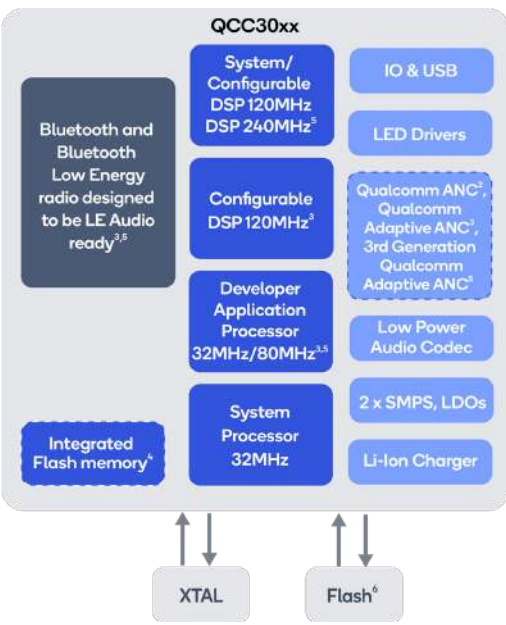 QCC30xx
Bluetooth and
Bluetooth
Low Energy
radio designed
to be LE Audio
ready³,⁵
Integrated
Flash memory⁴
System/
Configurable
DSP 120MHz
DSP 240MHz⁵
Configurable
DSP 120MHz³
Developer
Application
Processor
32MHz/80MHz³,⁵
System
Processor
32MHz
IO & USB
LED Drivers
Qualcomm ANC²,
Qualcomm
Adaptive ANC³,
3rd Generation
Qualcomm
Adaptive ANC⁵
Low Power
Audio Codec
2 x SMPS, LDOs
Li-Ion Charger
XTAL
Flash⁶